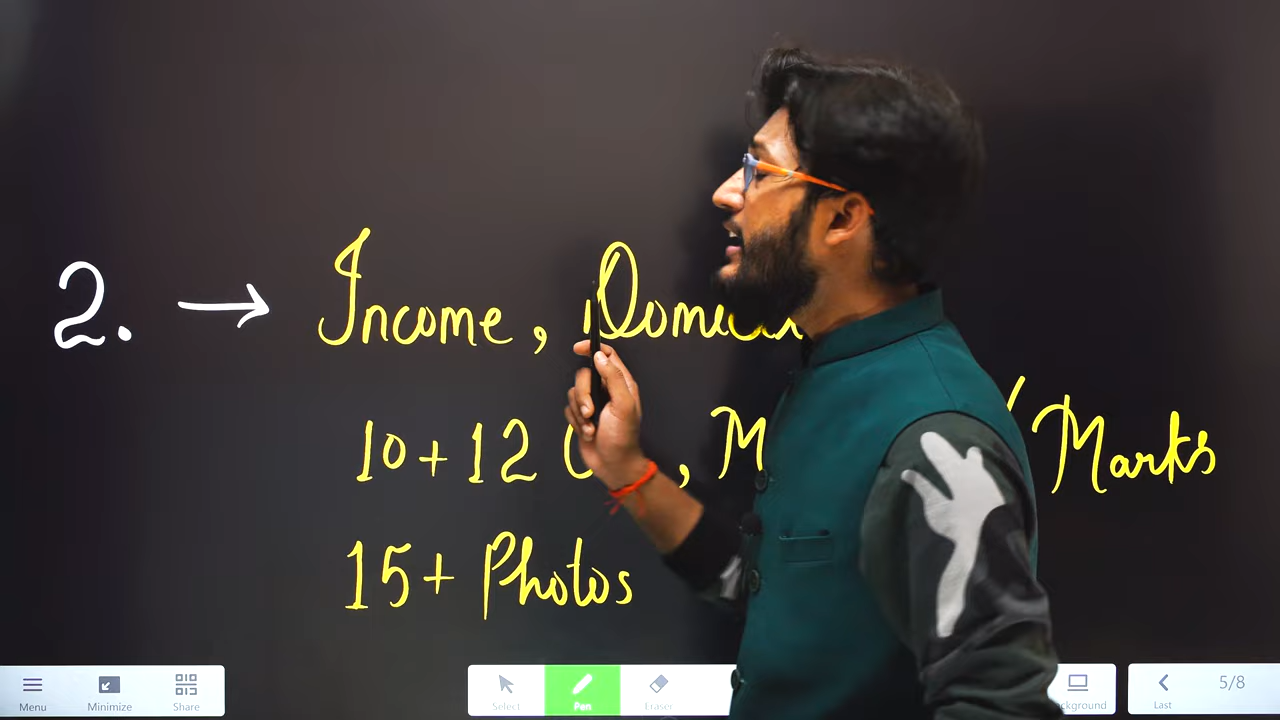 2. → Income,
10+12
/Marks
15+ Photos
Menu Minimize Share Select Pen Eraser Last 5/8